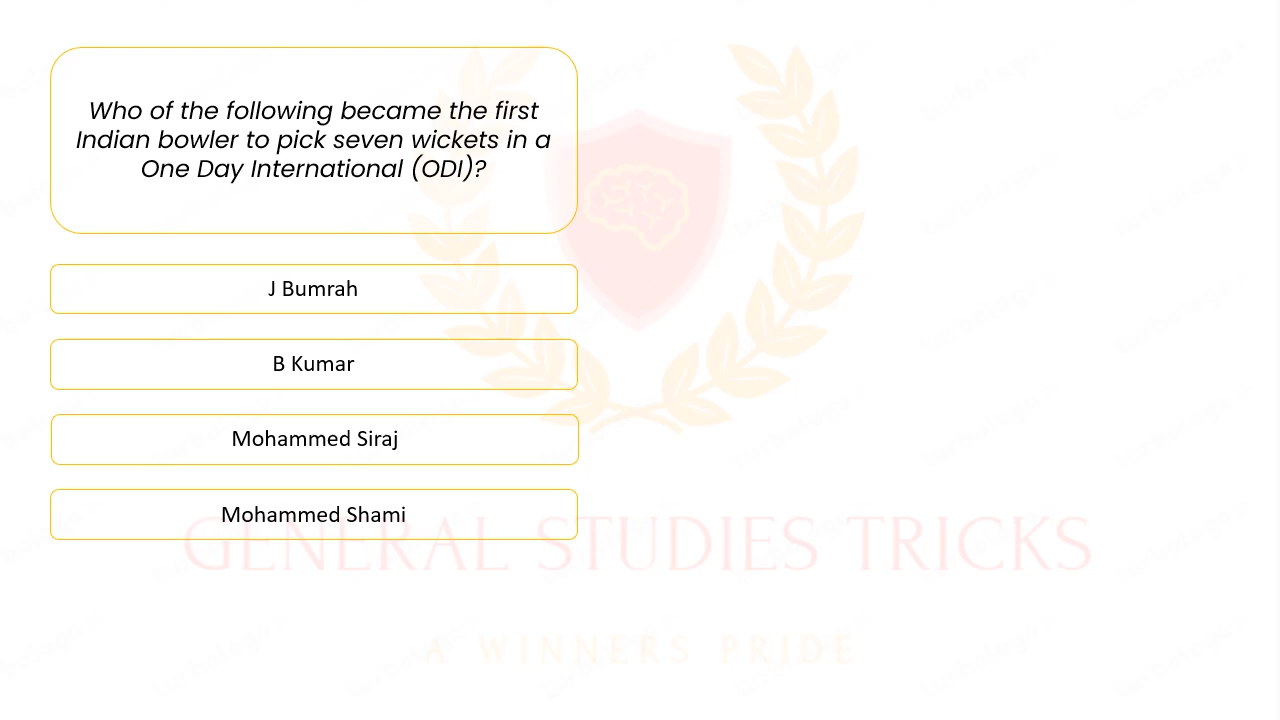 Who of the following became the first
Indian bowler to pick seven wickets in a
One Day International (ODI)?
J Bumrah
B Kumar
Mohammed Siraj
Mohammed Shami
GENERAL STUDIES TRICKS
A WINNERS PRIDE